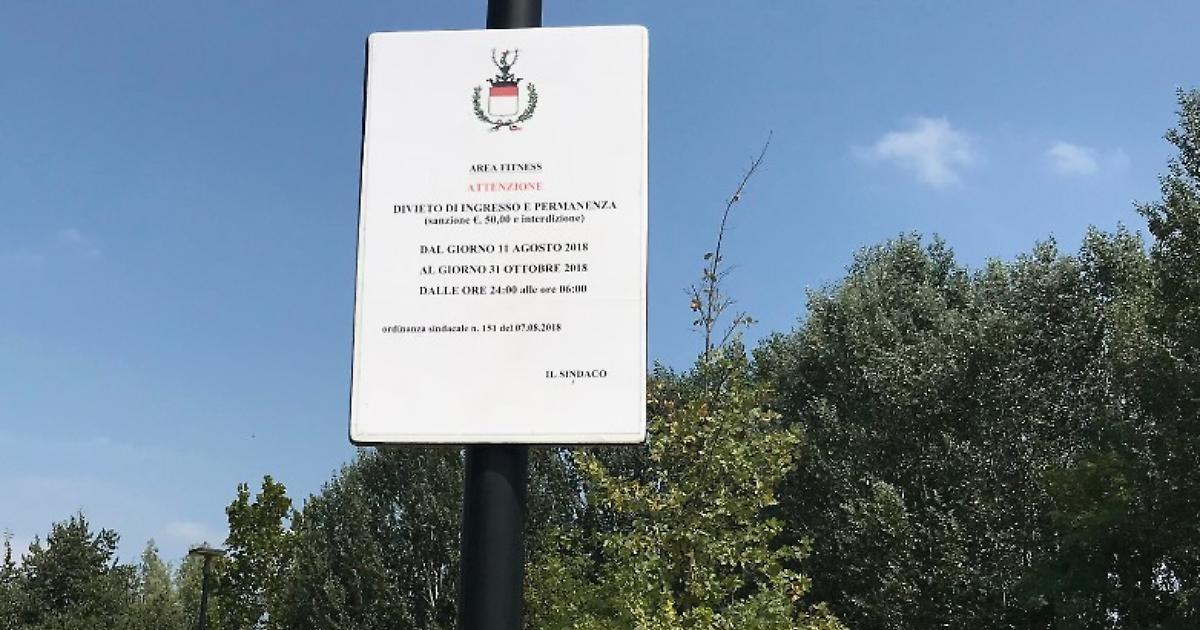 AREA FITNESS
ATTENZIONE
DIVIETO DI INGRESSO E PERMANENZA
(sanzione €. 50,00 e interdizione)
DAL GIORNO 11 AGOSTO 2018
AL GIORNO 31 OTTOBRE 2018
DALLE ORE 24:00 alle ore 06:00
ordinanza sindacale n. 151 del 07.08.2018
IL SINDACO